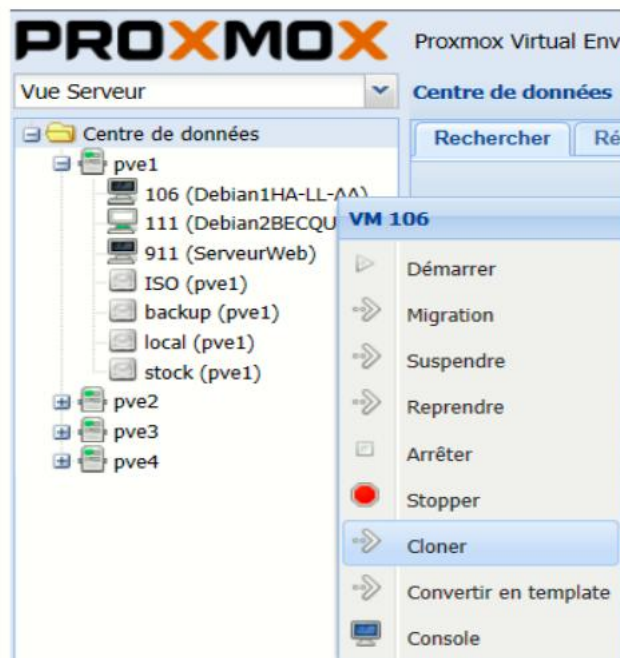 PROXMOX Proxmox Virtual Env
Vue Serveur
Centre de données
Rechercher Ré
Centre de données
pve1
106 (Debian1HA-LL-AA)
111 (Debian2BECQU
911 (ServeurWeb)
ISO (pve1)
backup (pve1)
local (pve1)
stock (pve1)
pve2
pve3
pve4
VM 106
Démarrer
Migration
Suspendre
Reprendre
Arrêter
Stopper
Cloner
Convertir en template
Console